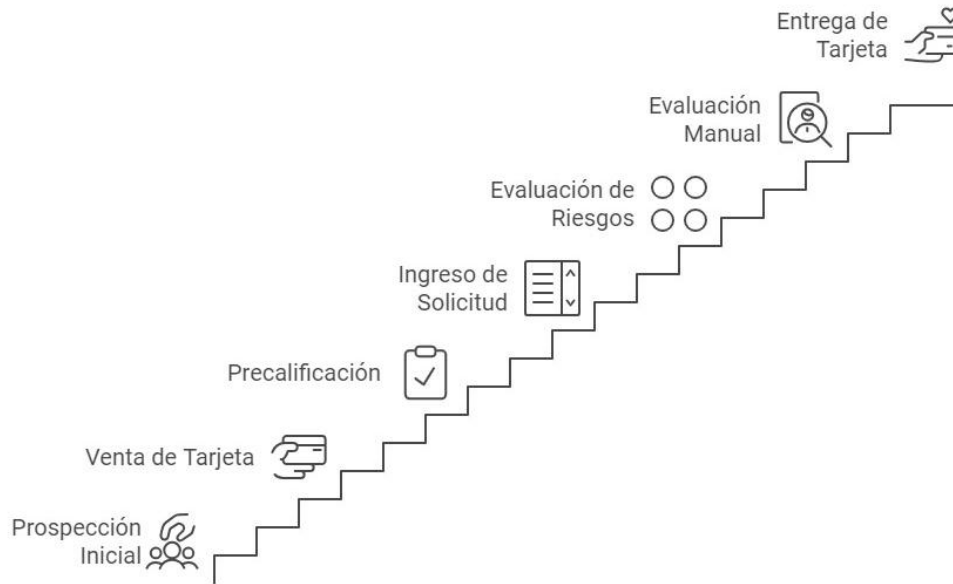 Entrega de
Tarjeta
Evaluación
Manual
Evaluación de
Riesgos
Ingreso de
Solicitud
Precalificación
Venta de Tarjeta
Prospección
Inicial